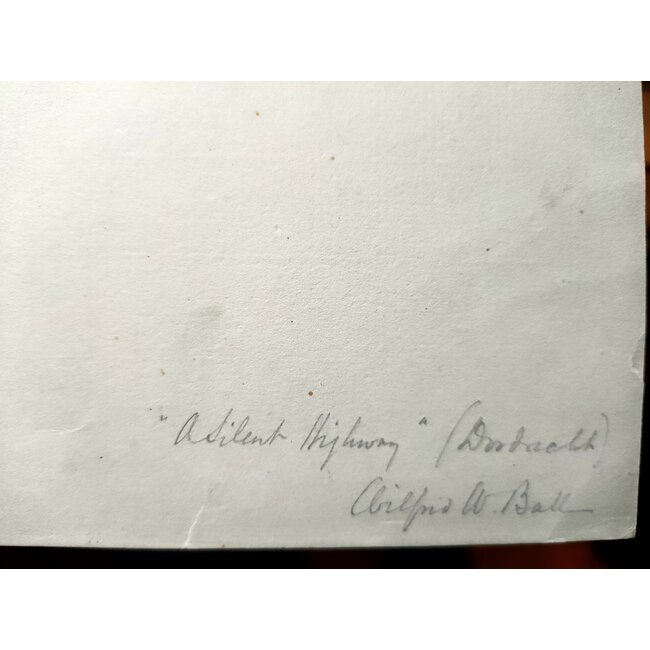 "A Silent Highway" (Dordrecht)
Wilfrid W. Ball